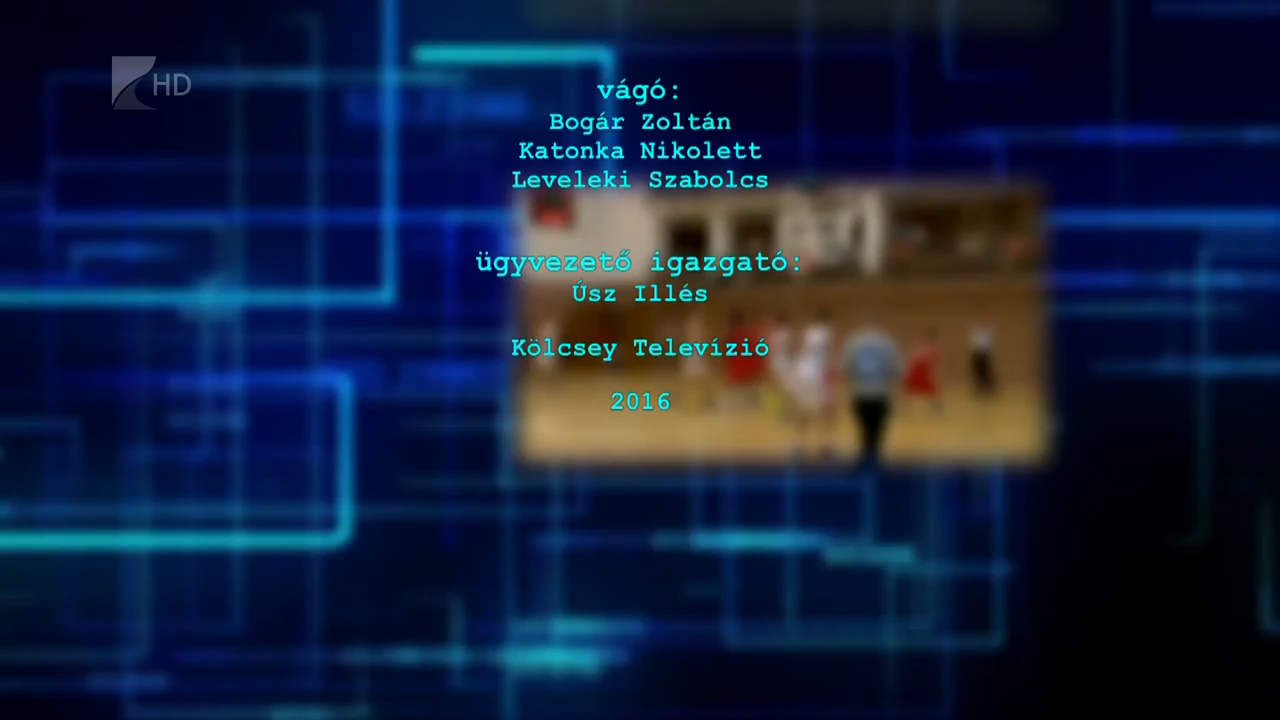 HD
vágó:
Bogár Zoltán
Katonka Nikolett
Leveleki Szabolcs
ügyvezető igazgató:
Úsz Illés
Kölcsey Televízió
2016